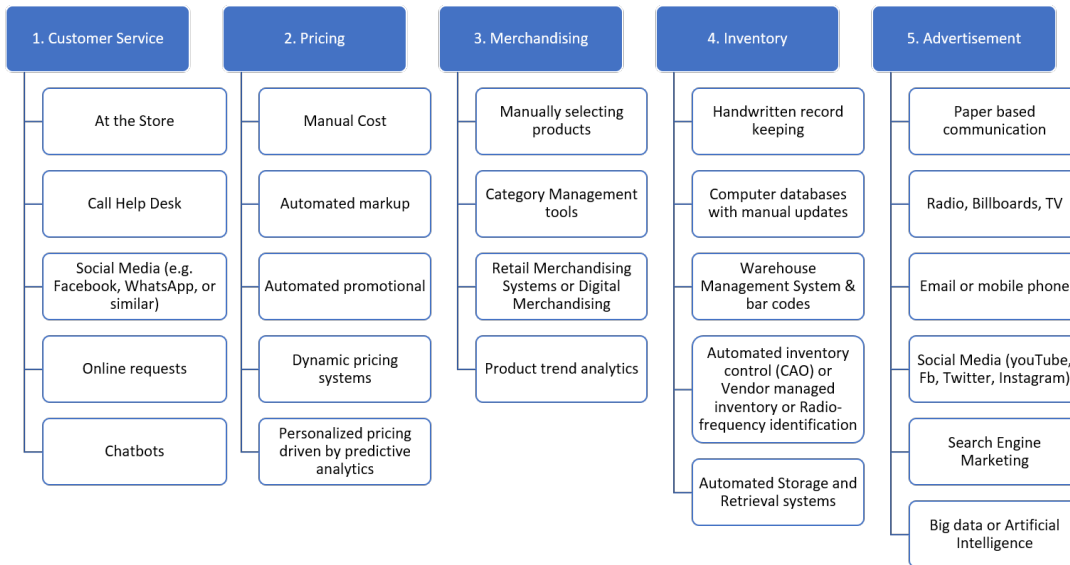 1. Customer Service
At the Store
Call Help Desk
Social Media (e.g.
Facebook, WhatsApp, or
similar)
Online requests
Chatbots
2. Pricing
Manual Cost
Automated markup
Automated promotional
Dynamic pricing
systems
Personalized pricing
driven by predictive
analytics
3. Merchandising
Manually selecting
products
Category Management
tools
Retail Merchandising
Systems or Digital
Merchandising
Product trend analytics
4. Inventory
Handwritten record
keeping
Computer databases
with manual updates
Warehouse
Management System &
bar codes
Automated inventory
control (CAO) or
Vendor managed
inventory or Radio-
frequency identification
Automated Storage and
Retrieval systems
5. Advertisement
Paper based
communication
Radio, Billboards, TV
Email or mobile phone
Social Media (youTube,
Fb, Twitter, Instagram)
Search Engine
Marketing
Big data or Artificial
Intelligence